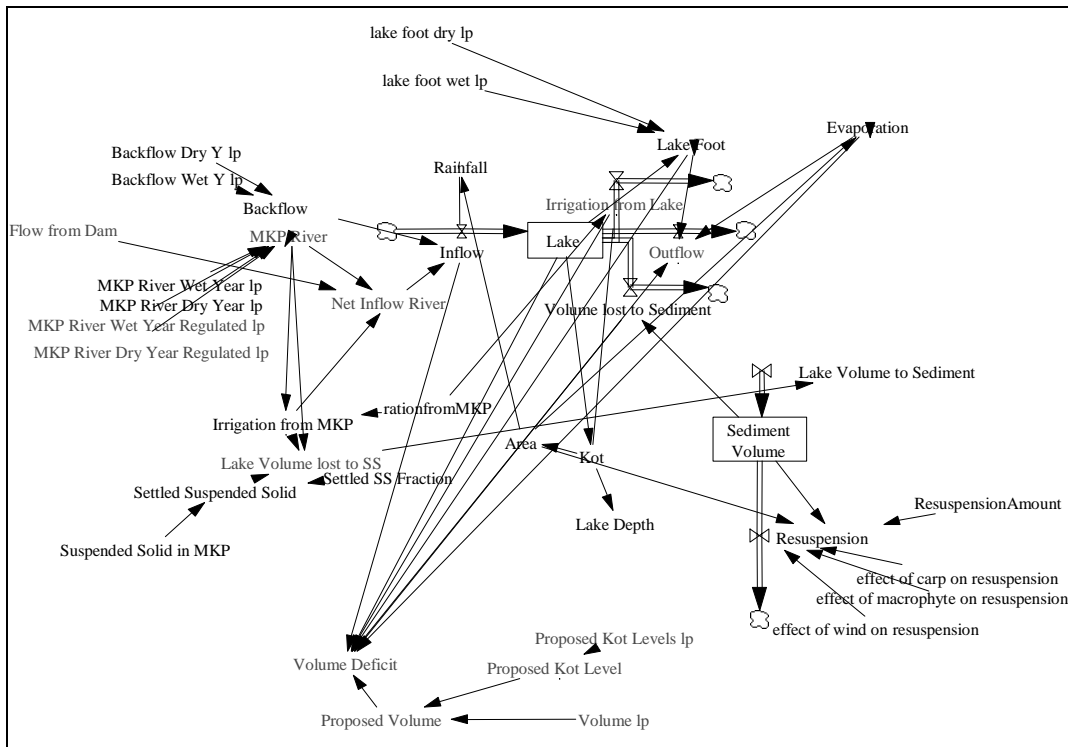 lake foot dry lp
lake foot wet lp
Evaporation
Lake Foot
Backflow Dry Y lp
Rainfall
Backflow Wet Y lp
Backflow
Irrigation from Lake
Flow from Dam
MKP River
Inflow
Lake
Outflow
MKP River Wet Year lp
MKP River Dry Year lp
Net Inflow River
Volume lost to Sediment
MKP River Wet Year Regulated lp
MKP River Dry Year Regulated lp
Lake Volume to Sediment
rationfromMKP
Irrigation from MKP
Area
Kot
Sediment
Volume
Lake Volume lost to SS
Settled SS Fraction
Settled Suspended Solid
Lake Depth
ResuspensionAmount
Resuspension
Suspended Solid in MKP
effect of carp on resuspension
effect of macrophyte on resuspension
effect of wind on resuspension
Proposed Kot Levels lp
Volume Deficit
Proposed Kot Level
Proposed Volume
Volume lp